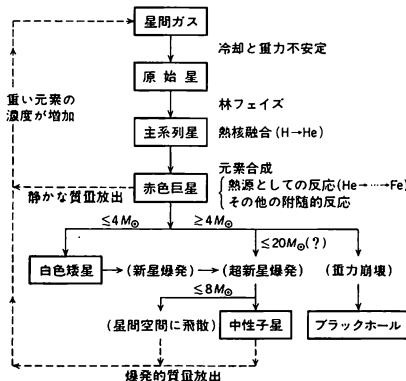 星間ガス
冷却と重力不安定
原始星
重い元素の
濃度が増加
林フェイズ
主系列星
熱核融合(H→He)
元素合成
熱源としての反応(He→‥‥→Fe)
その他の附随的反応
赤色巨星
静かな質量放出
≤4M⊙
≥4M⊙
≤20M⊙(?)
白色矮星
(新星爆発)
(超新星爆発)
(重力崩壊)
≤8M⊙
(星間空間に飛散)
中性子星
ブラックホール
爆発的質量放出